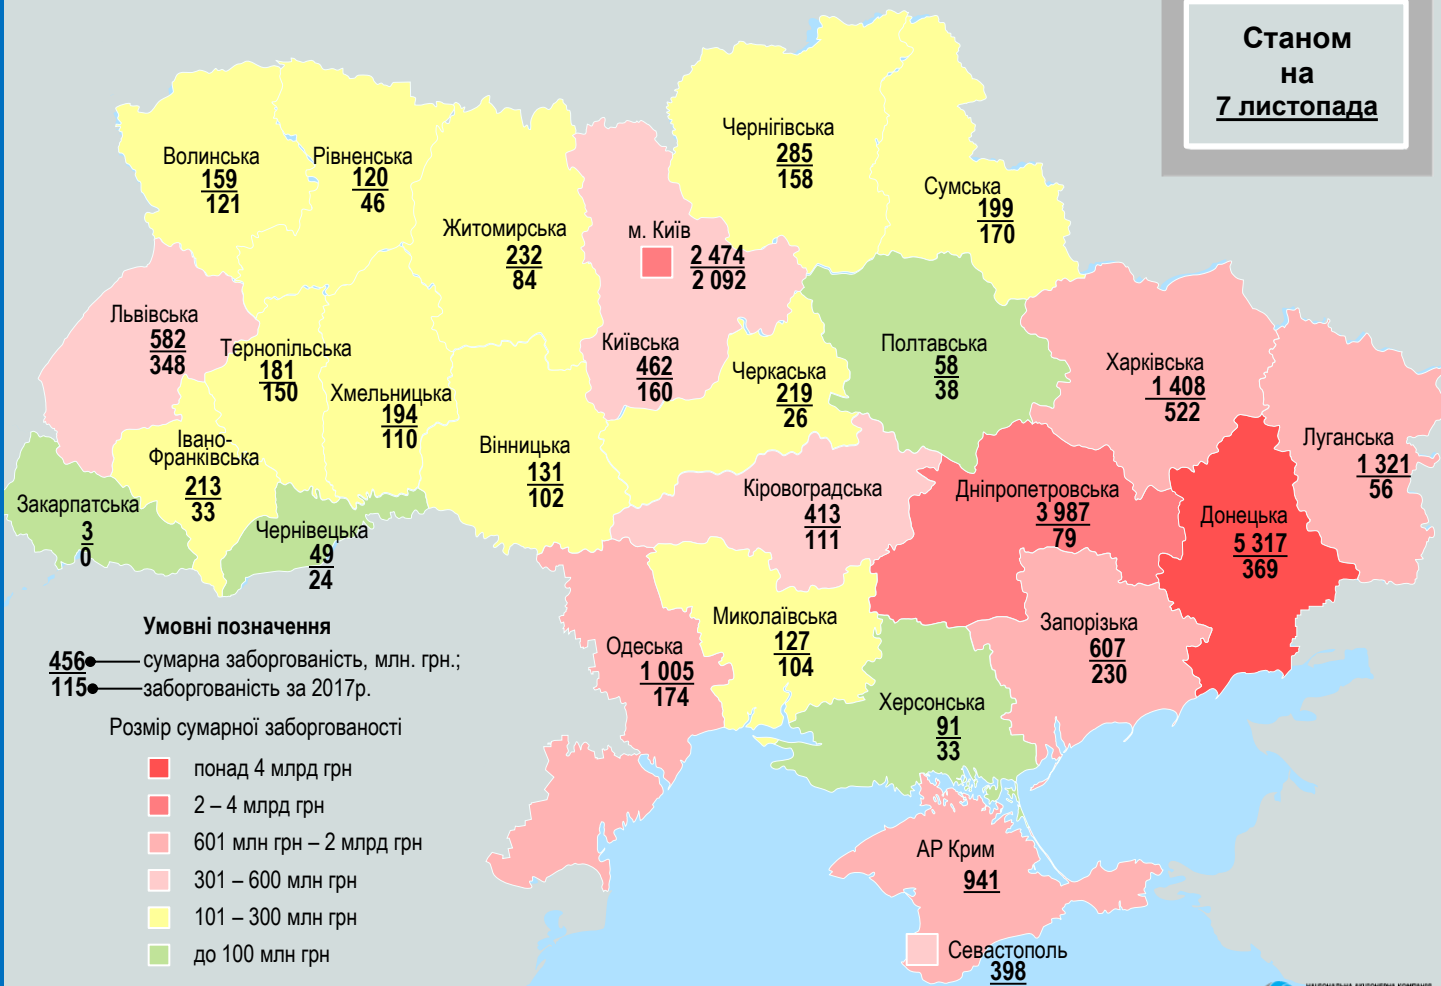 Станом
на
7 листопада
Волинська
159
121
Рівненська
120
46
Житомирська
232
84
Чернігівська
285
158
Сумська
199
170
м. Київ
2 474
2 092
Київська
462
160
Львівська
582
348
Тернопільська
181
150
Хмельницька
194
110
Івано-
Франківська
213
33
Закарпатська
3
0
Чернівецька
49
24
Вінницька
131
102
Черкаська
219
26
Полтавська
58
38
Харківська
1 408
522
Луганська
1 321
56
Кіровоградська
413
111
Дніпропетровська
3 987
79
Донецька
5 317
369
Запорізька
607
230
Миколаївська
127
104
Одеська
1 005
174
Херсонська
91
33
АР Крим
941
Севастополь
398
Умовні позначення
456 сумарна заборгованість, млн. грн.;
115 заборгованість за 2017р.
Розмір сумарної заборгованості
понад 4 млрд грн
2 – 4 млрд грн
601 млн грн – 2 млрд грн
301 – 600 млн грн
101 – 300 млн грн
до 100 млн грн